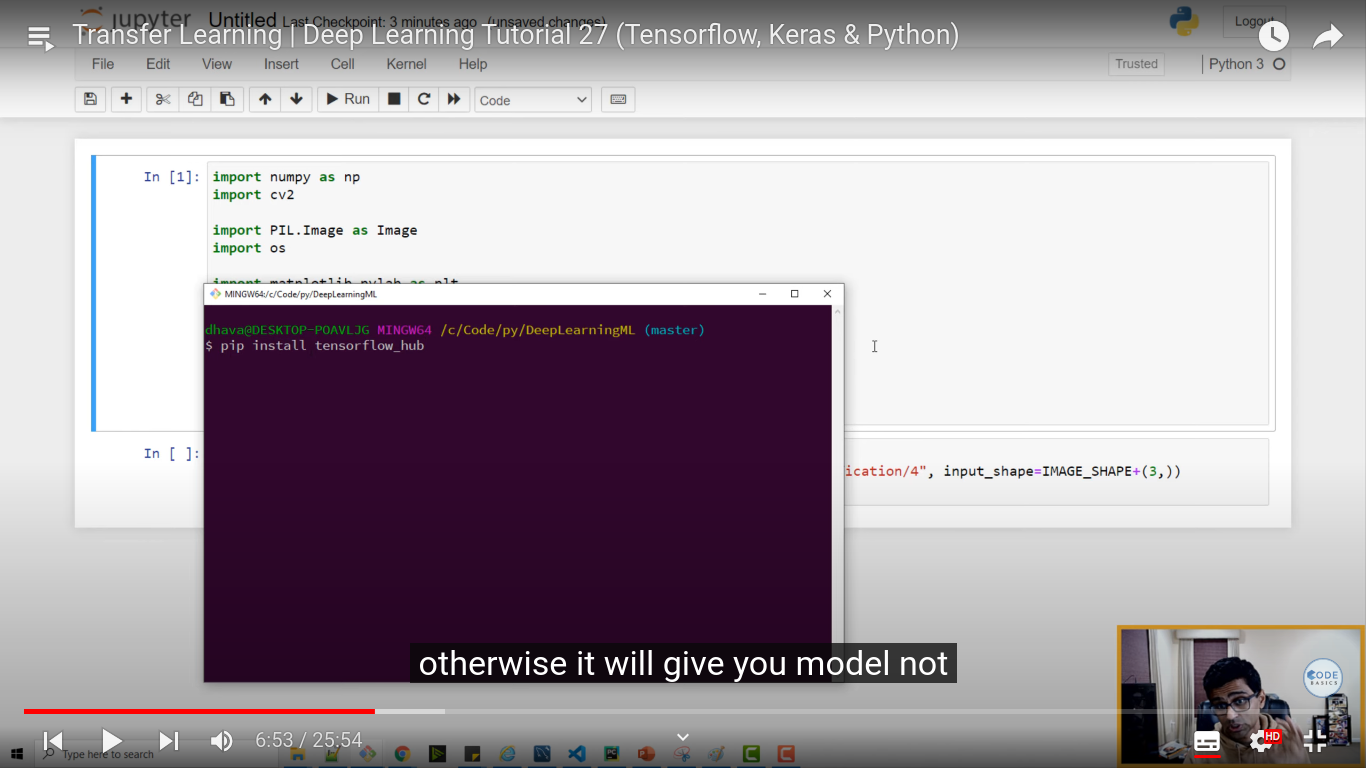 jupyter Untitled Last Checkpoint: 3 minutes ago (unsaved changes)
Logout
Transfer Learning | Deep Learning Tutorial 27 (Tensorflow, Keras & Python)
File Edit View Insert Cell Kernel Help
Trusted
Python 3
Run
Code
In [1]:
import numpy as np
import cv2
import PIL.Image as Image
import os
import matplotlib.pylab as plt
MINGW64:/c/Code/py/DeepLearningML
dhava@DESKTOP-POAVLJG MINGW64 /c/Code/py/DeepLearningML (master)
$ pip install tensorflow_hub
In [ ]:
ication/4", input_shape=IMAGE_SHAPE+(3,))
otherwise it will give you model not
CODE
BASICS
6:53 / 25:54
HD
Type here to search